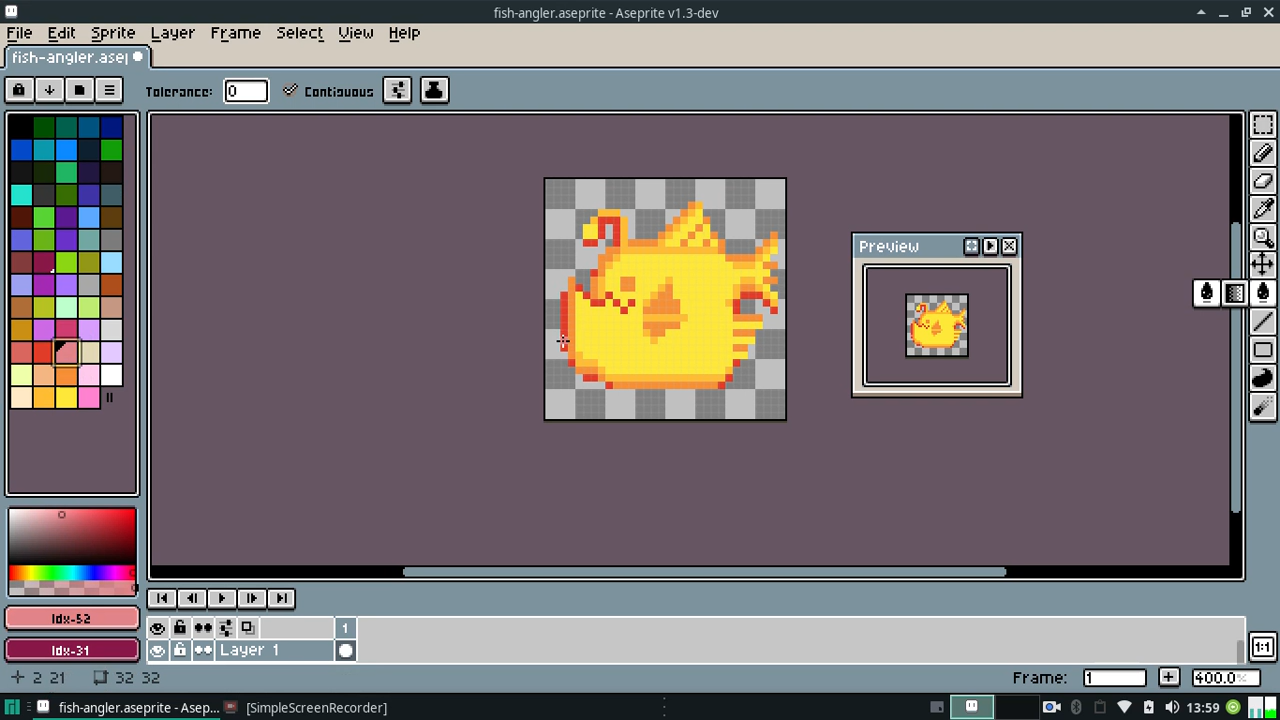 fish-angler.aseprite - Aseprite v1.3-dev
File Edit Sprite Layer Frame Select View Help
fish-angler.asep
Tolerance: 0 Contiguous
Preview
Idx-52
Idx-31
1
Layer 1
2 21 32 32
Frame: 1 400.0%
fish-angler.aseprite - Asep... [SimpleScreenRecorder] 13:59
1:1